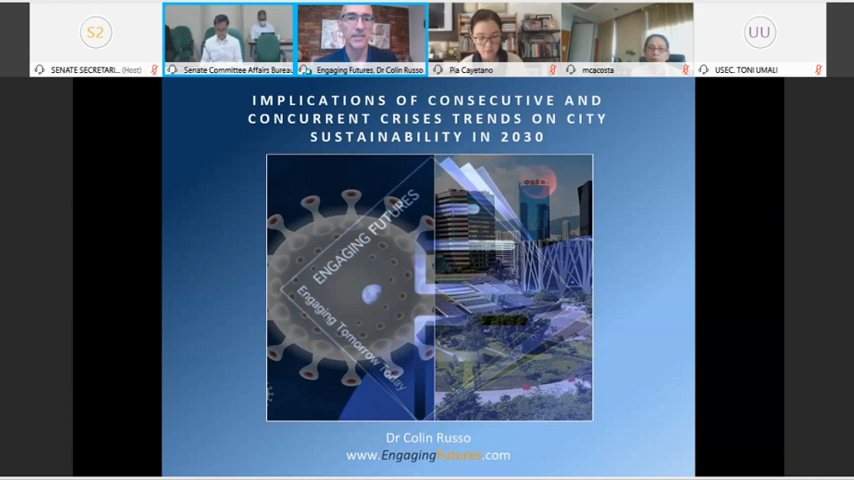 S2
UU
SENATE SECRETARI... (Host)
Senate Committee Affairs Bureau
Engaging Futures, Dr Colin Russo
Pia Cayetano
mcacosta
USEC. TONI UMALI
IMPLICATIONS OF CONSECUTIVE AND
CONCURRENT CRISES TRENDS ON CITY
SUSTAINABILITY IN 2030
ENGAGING FUTURES
Engaging Tomorrow Today
Dr Colin Russo
www.EngagingFutures.com